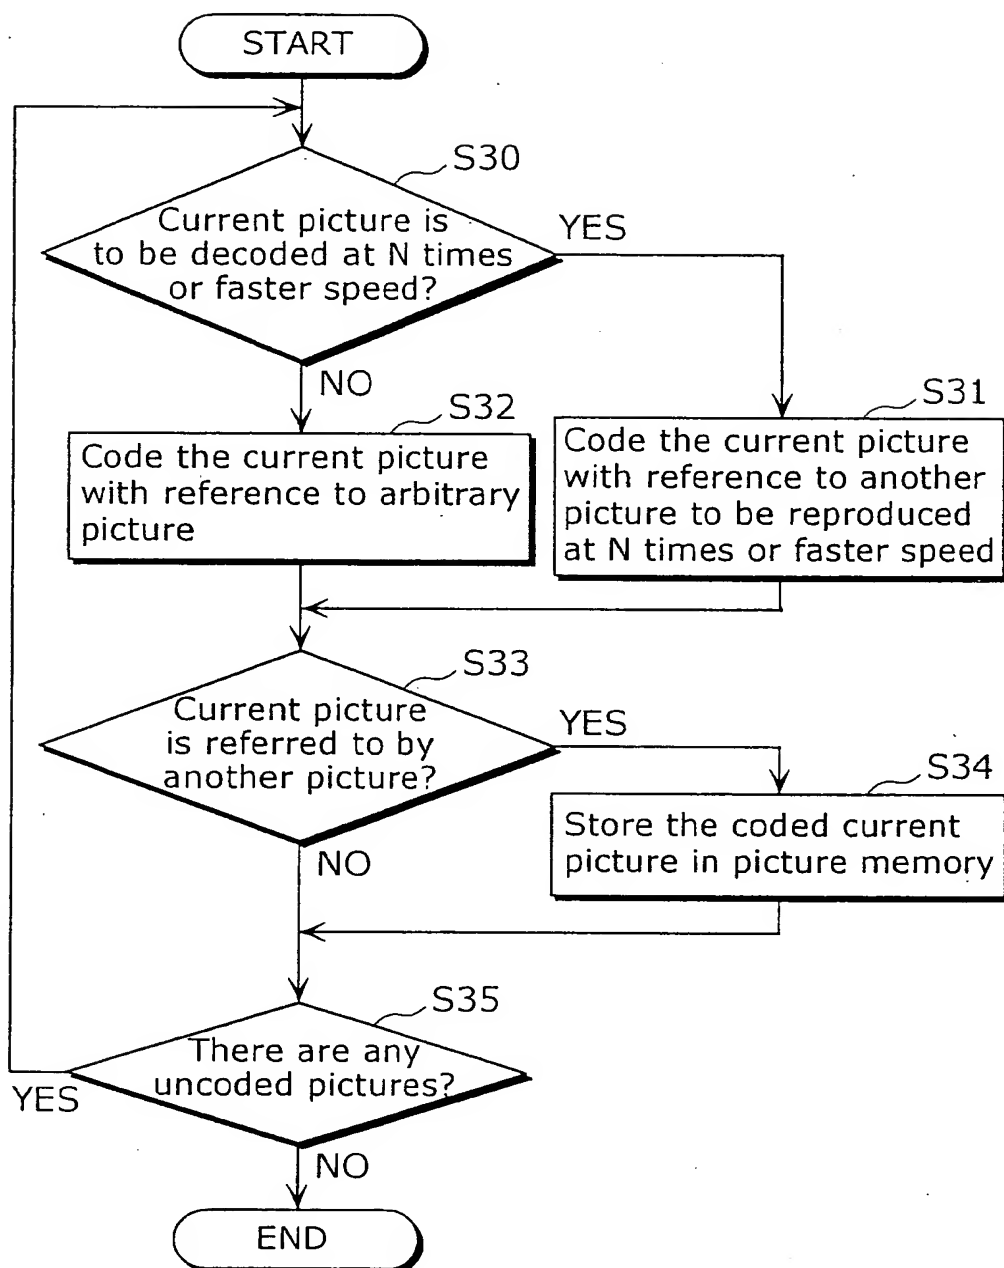 START
S30
Current picture is
to be decoded at N times
or faster speed?
YES
NO
S32
Code the current picture
with reference to arbitrary
picture
S31
Code the current picture
with reference to another
picture to be reproduced
at N times or faster speed
S33
Current picture
is referred to by
another picture?
YES
NO
S34
Store the coded current
picture in picture memory
S35
There are any
uncoded pictures?
YES
NO
END